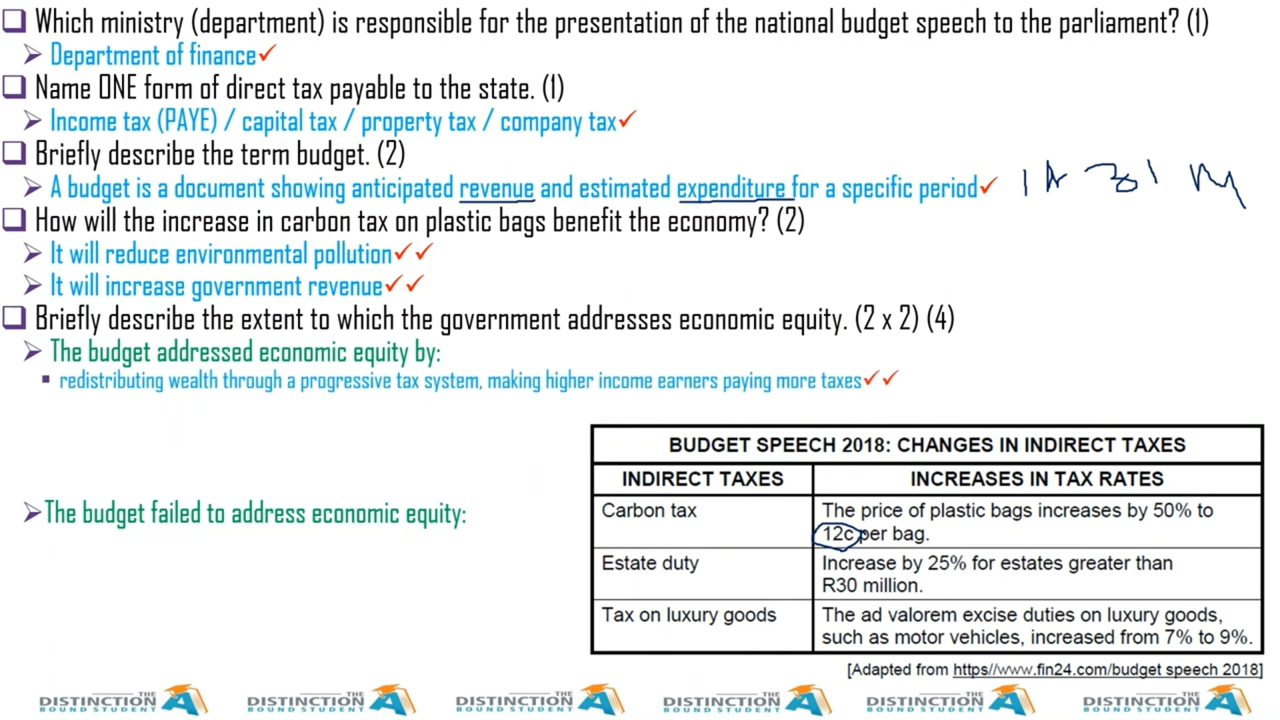 Which ministry (department) is responsible for the presentation of the national budget speech to the parliament? (1)
Department of finance
Name ONE form of direct tax payable to the state. (1)
Income tax (PAYE) / capital tax / property tax / company tax
Briefly describe the term budget. (2)
A budget is a document showing anticipated revenue and estimated expenditure for a specific period
How will the increase in carbon tax on plastic bags benefit the economy? (2)
It will reduce environmental pollution
It will increase government revenue
Briefly describe the extent to which the government addresses economic equity. (2 x 2) (4)
The budget addressed economic equity by:
redistributing wealth through a progressive tax system, making higher income earners paying more taxes
The budget failed to address economic equity:
BUDGET SPEECH 2018: CHANGES IN INDIRECT TAXES
INDIRECT TAXES INCREASES IN TAX RATES
Carbon tax The price of plastic bags increases by 50% to
12c per bag.
Estate duty Increase by 25% for estates greater than
R30 million.
Tax on luxury goods The ad valorem excise duties on luxury goods,
such as motor vehicles, increased from 7% to 9%.
[Adapted from https//www.fin24.com/budget speech 2018]
THE DISTINCTION BOUND STUDENT THE DISTINCTION BOUND STUDENT THE DISTINCTION BOUND STUDENT THE DISTINCTION BOUND STUDENT THE DISTINCTION BOUND STUDENT THE DISTINCTION BOUND STUDENT